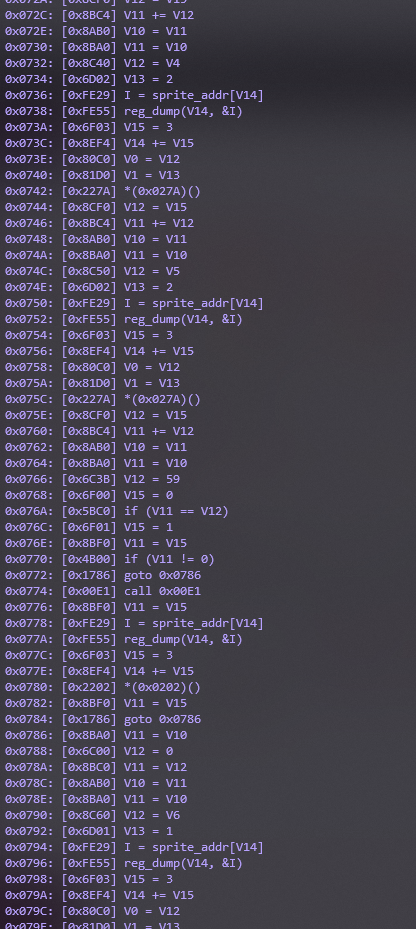 0x072A: [0x8CF0] V12 = V15
0x072C: [0x8BC4] V11 += V12
0x072E: [0x8AB0] V10 = V11
0x0730: [0x8BA0] V11 = V10
0x0732: [0x8C40] V12 = V4
0x0734: [0x6D02] V13 = 2
0x0736: [0xFE29] I = sprite_addr[V14]
0x0738: [0xFE55] reg_dump(V14, &I)
0x073A: [0x6F03] V15 = 3
0x073C: [0x8EF4] V14 += V15
0x073E: [0x80C0] V0 = V12
0x0740: [0x81D0] V1 = V13
0x0742: [0x227A] *(0x027A)()
0x0744: [0x8CF0] V12 = V15
0x0746: [0x8BC4] V11 += V12
0x0748: [0x8AB0] V10 = V11
0x074A: [0x8BA0] V11 = V10
0x074C: [0x8C50] V12 = V5
0x074E: [0x6D02] V13 = 2
0x0750: [0xFE29] I = sprite_addr[V14]
0x0752: [0xFE55] reg_dump(V14, &I)
0x0754: [0x6F03] V15 = 3
0x0756: [0x8EF4] V14 += V15
0x0758: [0x80C0] V0 = V12
0x075A: [0x81D0] V1 = V13
0x075C: [0x227A] *(0x027A)()
0x075E: [0x8CF0] V12 = V15
0x0760: [0x8BC4] V11 += V12
0x0762: [0x8AB0] V10 = V11
0x0764: [0x8BA0] V11 = V10
0x0766: [0x6C3B] V12 = 59
0x0768: [0x6F00] V15 = 0
0x076A: [0x5BC0] if (V11 == V12)
0x076C: [0x6F01] V15 = 1
0x076E: [0x8BF0] V11 = V15
0x0770: [0x4B00] if (V11 != 0)
0x0772: [0x1786] goto 0x0786
0x0774: [0x00E1] call 0x00E1
0x0776: [0x8BF0] V11 = V15
0x0778: [0xFE29] I = sprite_addr[V14]
0x077A: [0xFE55] reg_dump(V14, &I)
0x077C: [0x6F03] V15 = 3
0x077E: [0x8EF4] V14 += V15
0x0780: [0x2202] *(0x0202)()
0x0782: [0x8BF0] V11 = V15
0x0784: [0x1786] goto 0x0786
0x0786: [0x8BA0] V11 = V10
0x0788: [0x6C00] V12 = 0
0x078A: [0x8BC0] V11 = V12
0x078C: [0x8AB0] V10 = V11
0x078E: [0x8BA0] V11 = V10
0x0790: [0x8C60] V12 = V6
0x0792: [0x6D01] V13 = 1
0x0794: [0xFE29] I = sprite_addr[V14]
0x0796: [0xFE55] reg_dump(V14, &I)
0x0798: [0x6F03] V15 = 3
0x079A: [0x8EF4] V14 += V15
0x079C: [0x80C0] V0 = V12
0x079E: [0x81D0] V1 = V13